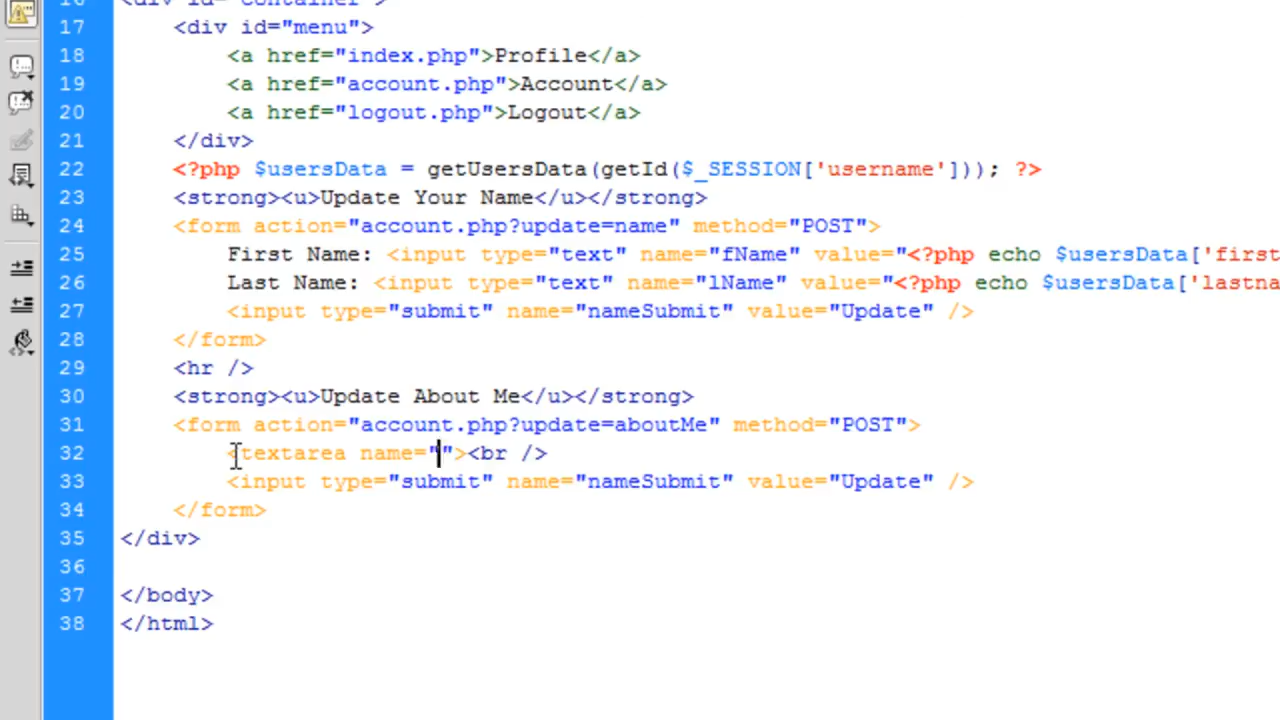 16 <div id="container">
17 <div id="menu">
18 <a href="index.php">Profile</a>
19 <a href="account.php">Account</a>
20 <a href="logout.php">Logout</a>
21 </div>
22 <?php $usersData = getUsersData(getId($_SESSION['username'])); ?>
23 <strong><u>Update Your Name</u></strong>
24 <form action="account.php?update=name" method="POST">
25 First Name: <input type="text" name="fName" value="<?php echo $usersData['first
26 Last Name: <input type="text" name="lName" value="<?php echo $usersData['lastna
27 <input type="submit" name="nameSubmit" value="Update" />
28 </form>
29 <hr />
30 <strong><u>Update About Me</u></strong>
31 <form action="account.php?update=aboutMe" method="POST">
32 <textarea name=""><br />
33 <input type="submit" name="nameSubmit" value="Update" />
34 </form>
35 </div>
36
37 </body>
38 </html>